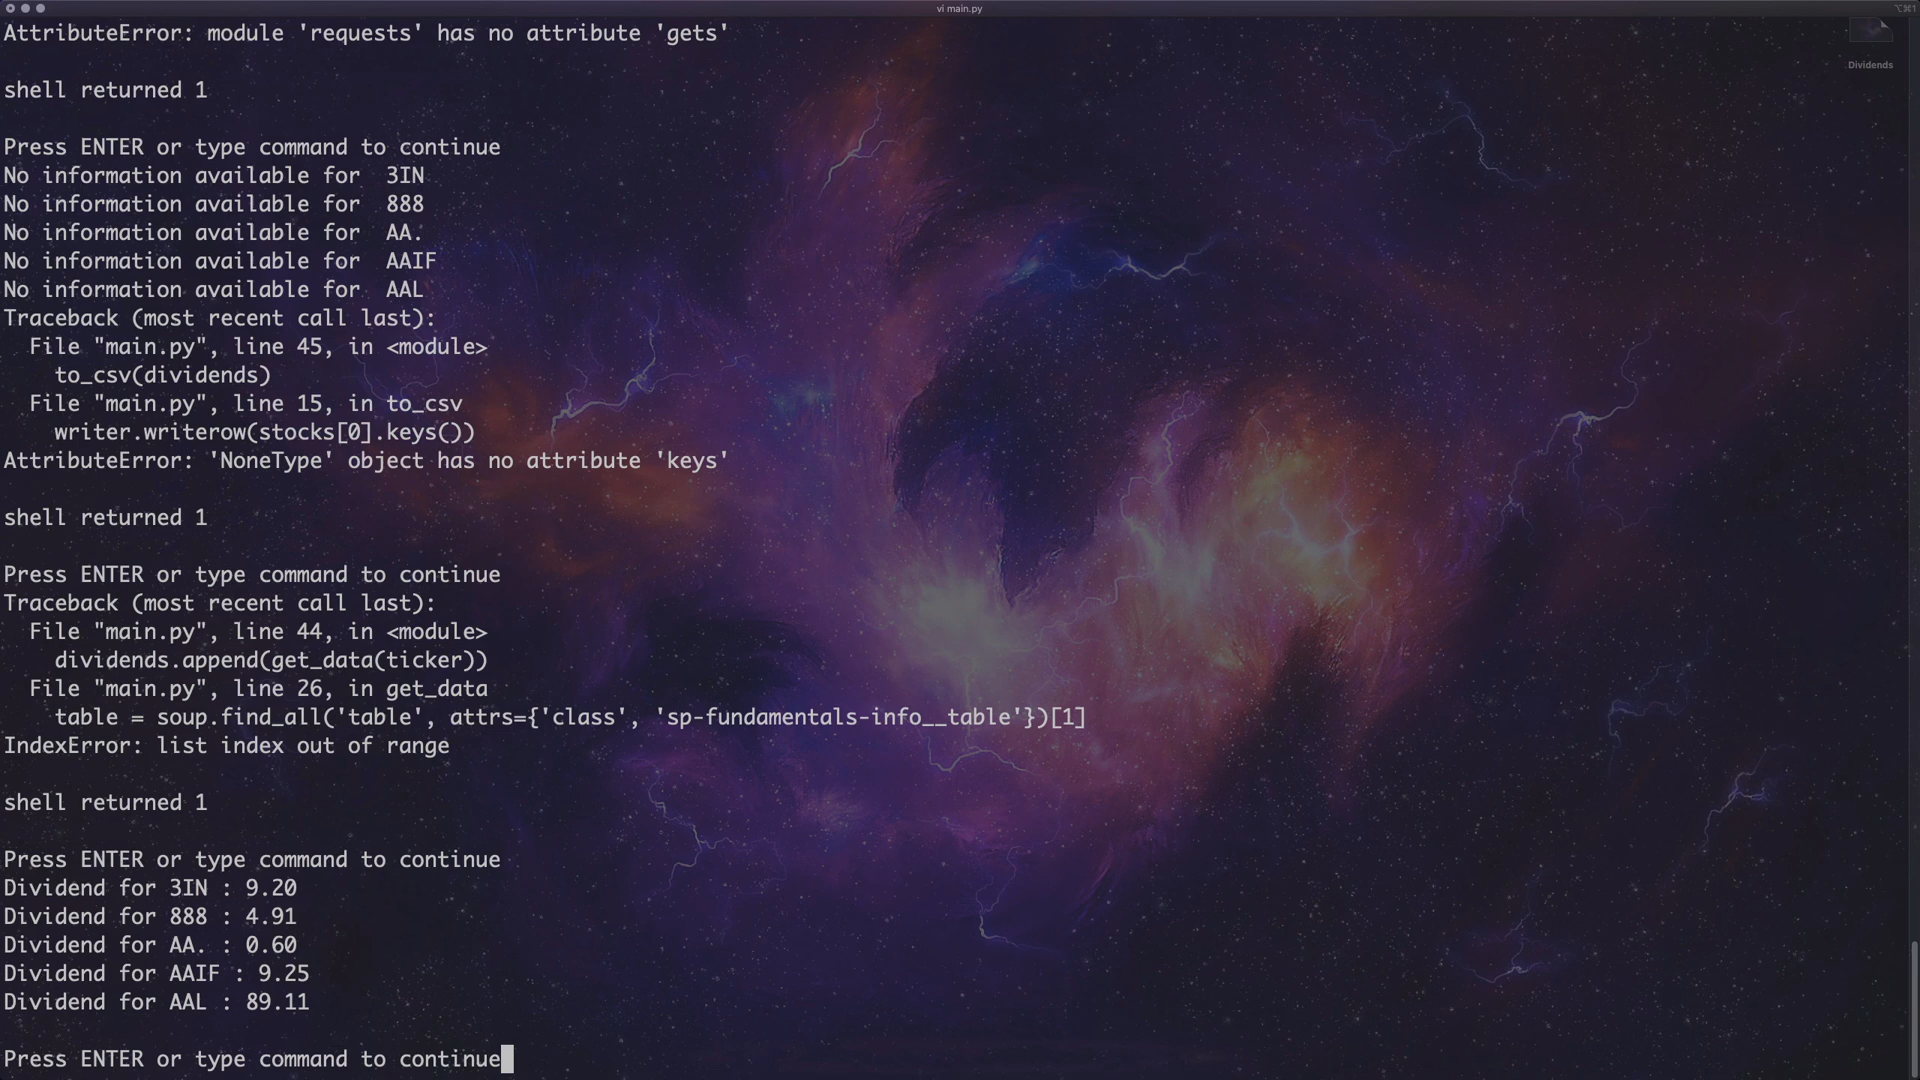 vi main.py
⌥⌘1
AttributeError: module 'requests' has no attribute 'gets'
Dividends
shell returned 1
Press ENTER or type command to continue
No information available for  3IN
No information available for  888
No information available for  AA.
No information available for  AAIF
No information available for  AAL
Traceback (most recent call last):
  File "main.py", line 45, in <module>
    to_csv(dividends)
  File "main.py", line 15, in to_csv
    writer.writerow(stocks[0].keys())
AttributeError: 'NoneType' object has no attribute 'keys'
shell returned 1
Press ENTER or type command to continue
Traceback (most recent call last):
  File "main.py", line 44, in <module>
    dividends.append(get_data(ticker))
  File "main.py", line 26, in get_data
    table = soup.find_all('table', attrs={'class', 'sp-fundamentals-info__table'})[1]
IndexError: list index out of range
shell returned 1
Press ENTER or type command to continue
Dividend for 3IN : 9.20
Dividend for 888 : 4.91
Dividend for AA. : 0.60
Dividend for AAIF : 9.25
Dividend for AAL : 89.11
Press ENTER or type command to continue